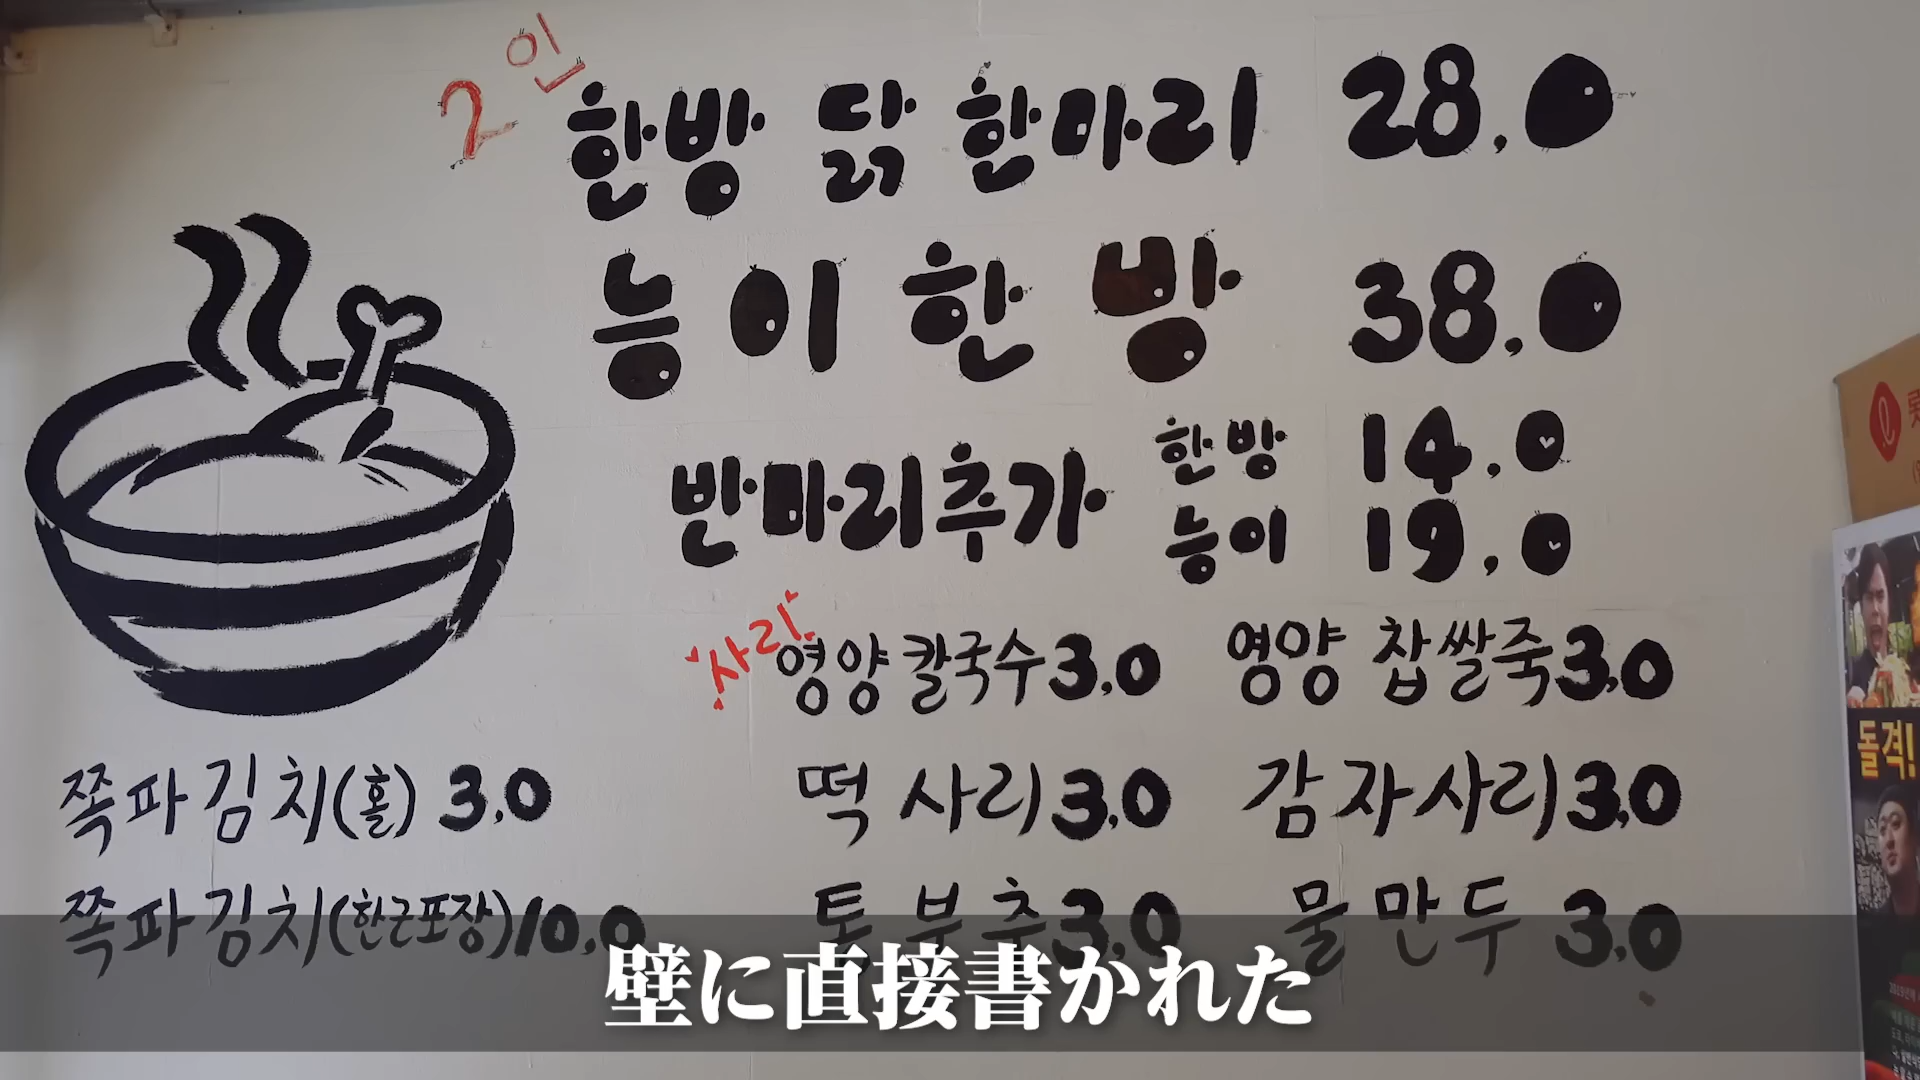 2인
한방 닭 한마리 28.0
능이 한방 38.0
반마리추가 한방 14.0
능이 19.0
사리
영양칼국수 3,0 영양 찹쌀죽 3,0
쪽파김치(홀) 3,0 떡사리 3,0 감자사리 3,0
쪽파김치(한근포장) 10,0 통부추 3,0 물만두 3,0
돌격!
壁に直接書かれた